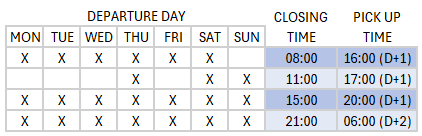 DEPARTURE DAY CLOSING PICK UP
MON TUE WED THU FRI SAT SUN TIME TIME
X X X X X X 08:00 16:00 (D+1)
X X X 11:00 17:00 (D+1)
X X X X X X X 15:00 20:00 (D+1)
X X X X X X X 21:00 06:00 (D+2)